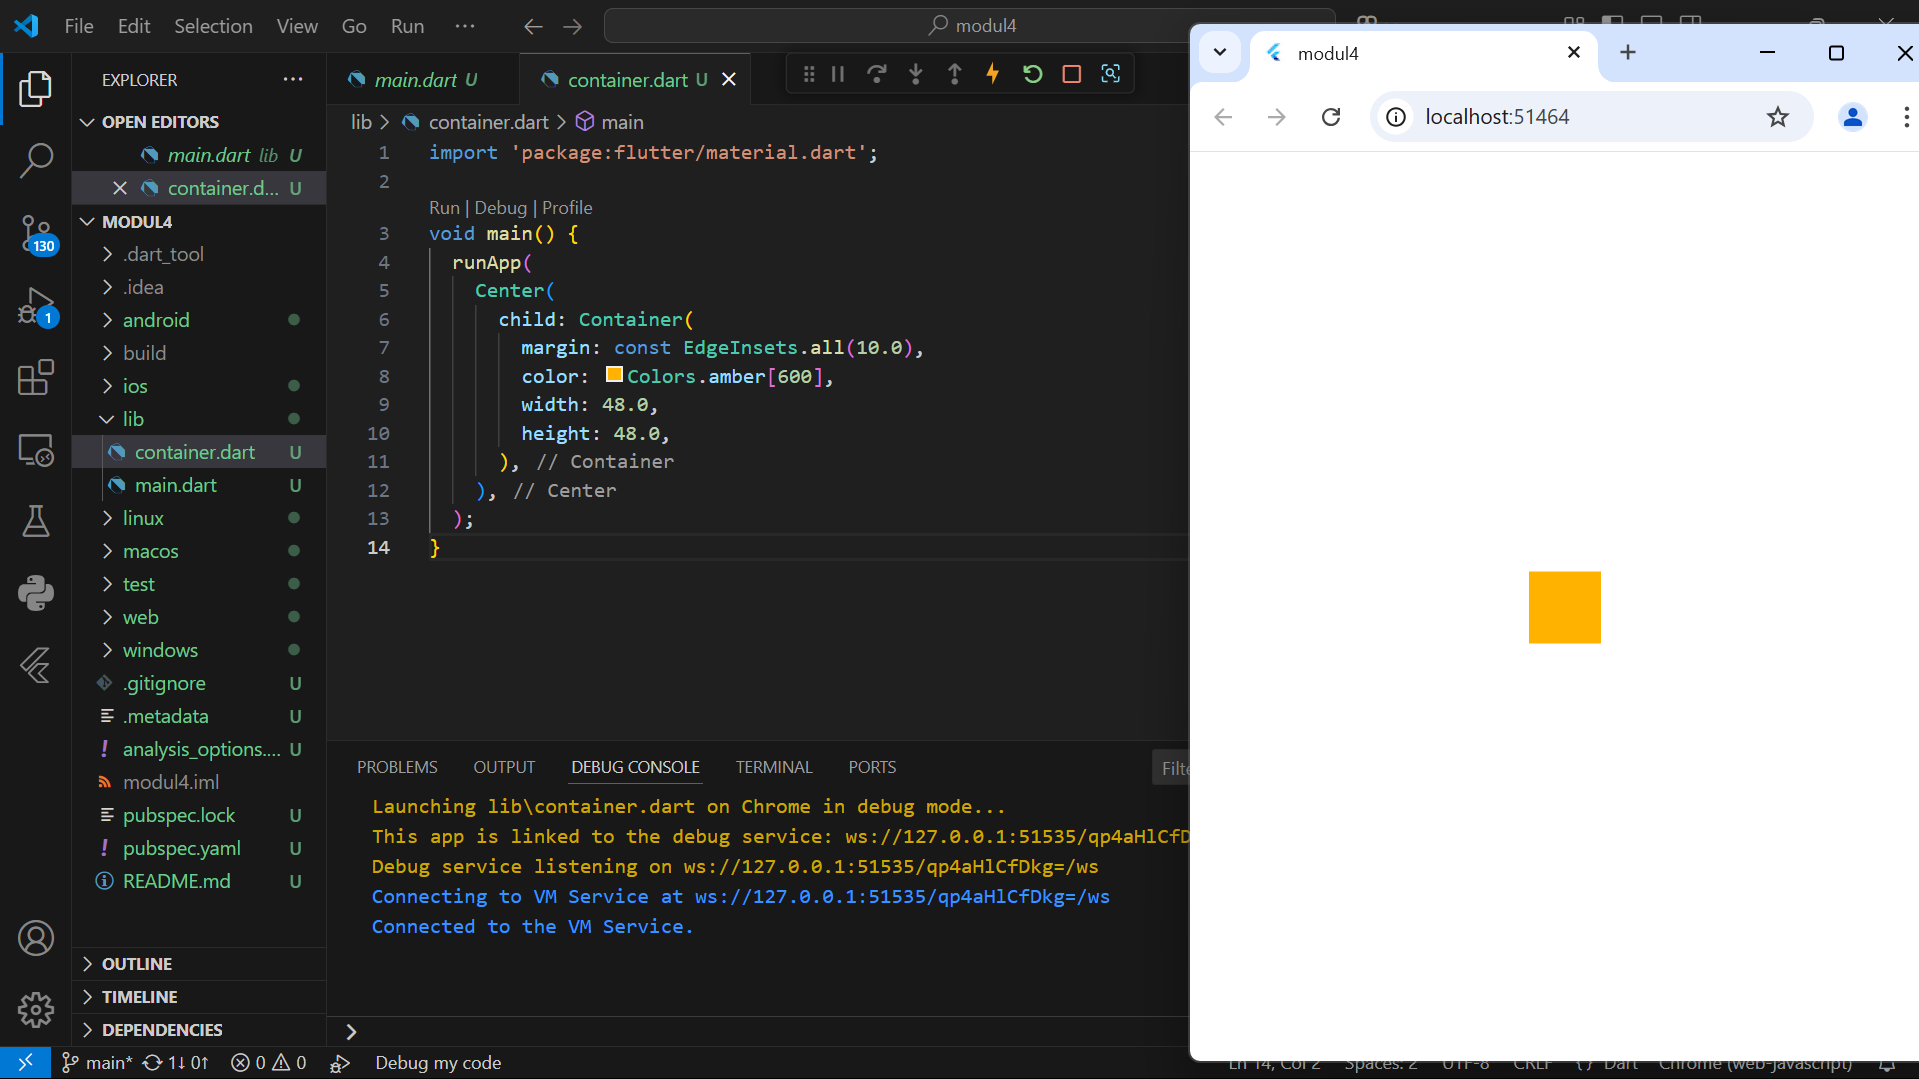 File Edit Selection View Go Run ···
modul4
EXPLORER
OPEN EDITORS
main.dart lib U
container.d... U
MODUL4
.dart_tool
.idea
android
build
ios
lib
container.dart U
main.dart U
linux
macos
test
web
windows
.gitignore U
.metadata U
analysis_options.... U
modul4.iml
pubspec.lock U
pubspec.yaml U
README.md U
OUTLINE
TIMELINE
DEPENDENCIES
130
1
main.dart U
container.dart U
lib > container.dart > main
1 import 'package:flutter/material.dart';
2
Run | Debug | Profile
3 void main() {
4 runApp(
5 Center(
6 child: Container(
7 margin: const EdgeInsets.all(10.0),
8 color: Colors.amber[600],
9 width: 48.0,
10 height: 48.0,
11 ), // Container
12 ), // Center
13 );
14 }
PROBLEMS OUTPUT DEBUG CONSOLE TERMINAL PORTS
Filte
Launching lib\container.dart on Chrome in debug mode...
This app is linked to the debug service: ws://127.0.0.1:51535/qp4aHlCfD
Debug service listening on ws://127.0.0.1:51535/qp4aHlCfDkg=/ws
Connecting to VM Service at ws://127.0.0.1:51535/qp4aHlCfDkg=/ws
Connected to the VM Service.
modul4
localhost:51464
main* 1↓ 0↑ 0 0 Debug my code
Ln 14, Col 2 Spaces: 2 UTF-8 CRLF {} Dart Chrome (web-javascript)